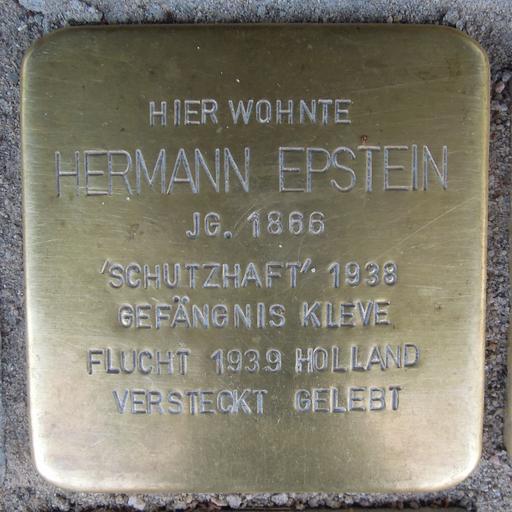 HIER WOHNTE
HERMANN EPSTEIN
JG. 1866
'SCHUTZHAFT' 1938
GEFÄNGNIS KLEVE
FLUCHT 1939 HOLLAND
VERSTECKT GELEBT